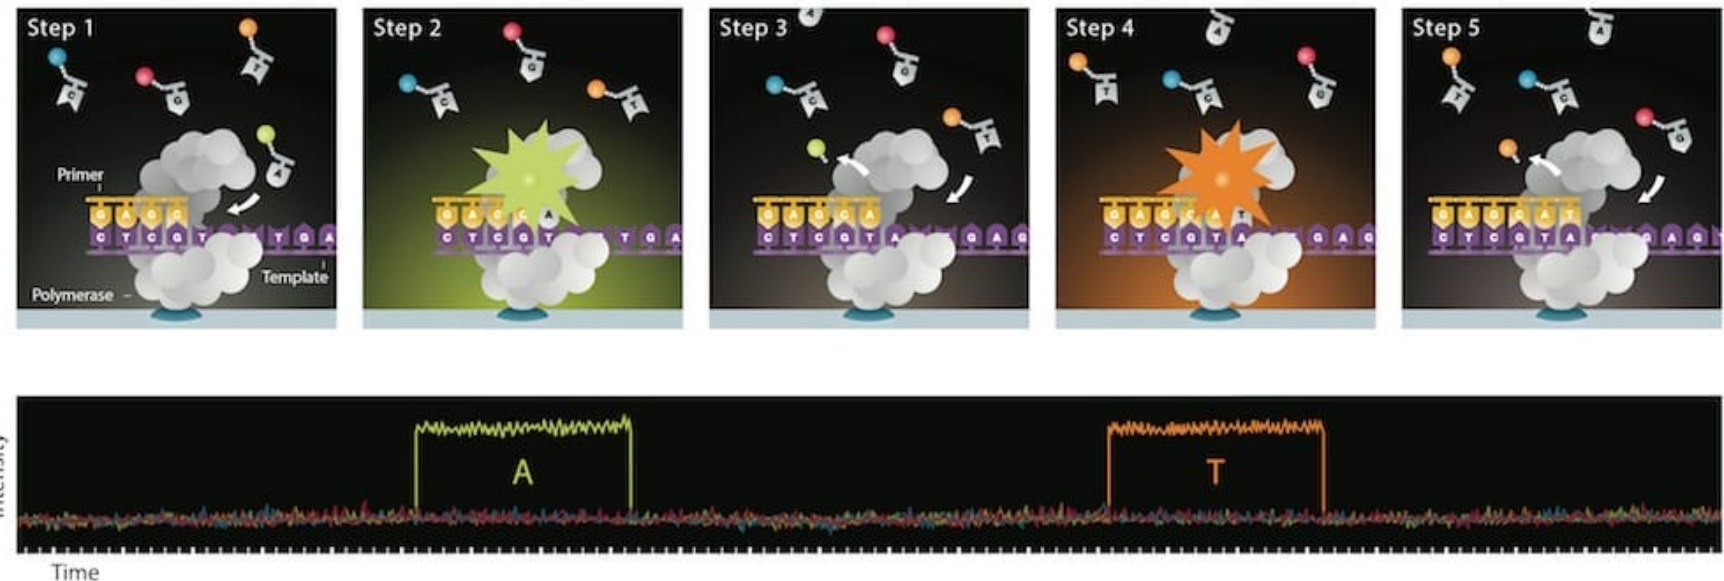 Step 1
C
G
T
A
Primer
G A G C
C T C G T T G A
Template
Polymerase
Step 2
C
G
T
G A G C A
C T C G T T G A
Step 3
A
C
G
T
G A G C A
C T C G T A G A G
Step 4
A
T
C
G
G A G C A T
C T C G T A G A G
Step 5
A
T
C
G
G A G C A T
C T C G T A G A G
A
T
Intensity
Time